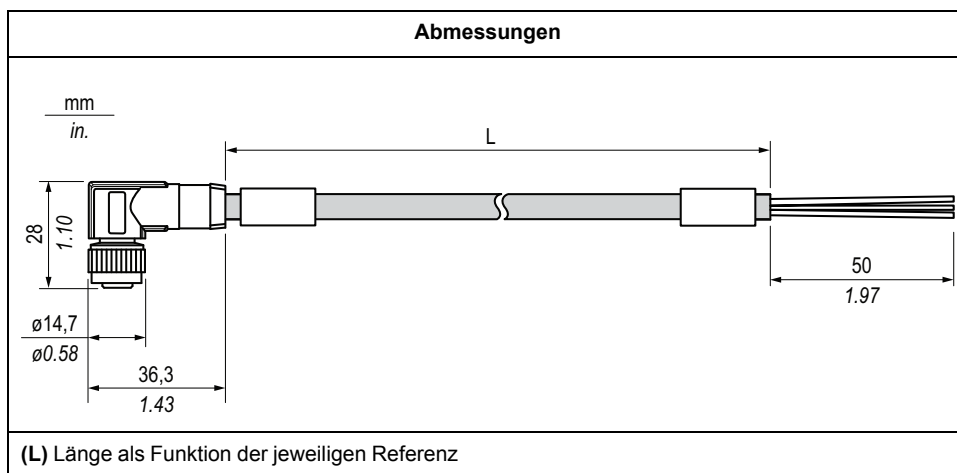 Abmessungen
mm
in.
L
28
1.10
50
1.97
ø14,7
ø0.58
36,3
1.43
(L) Länge als Funktion der jeweiligen Referenz